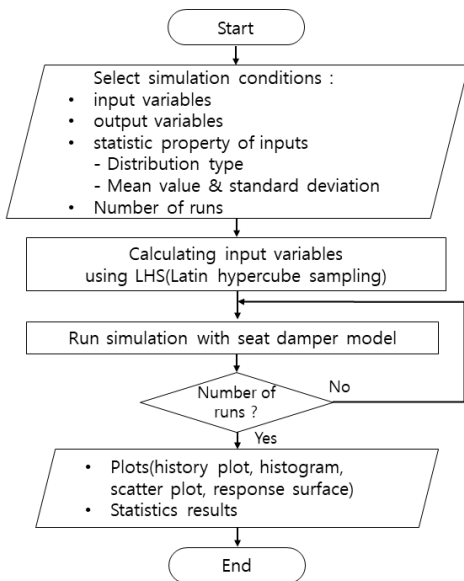 Start
Select simulation conditions :
• input variables
• output variables
• statistic property of inputs
- Distribution type
- Mean value & standard deviation
• Number of runs
Calculating input variables
using LHS(Latin hypercube sampling)
Run simulation with seat damper model
Number of
runs ?
No
Yes
• Plots(history plot, histogram,
scatter plot, response surface)
• Statistics results
End